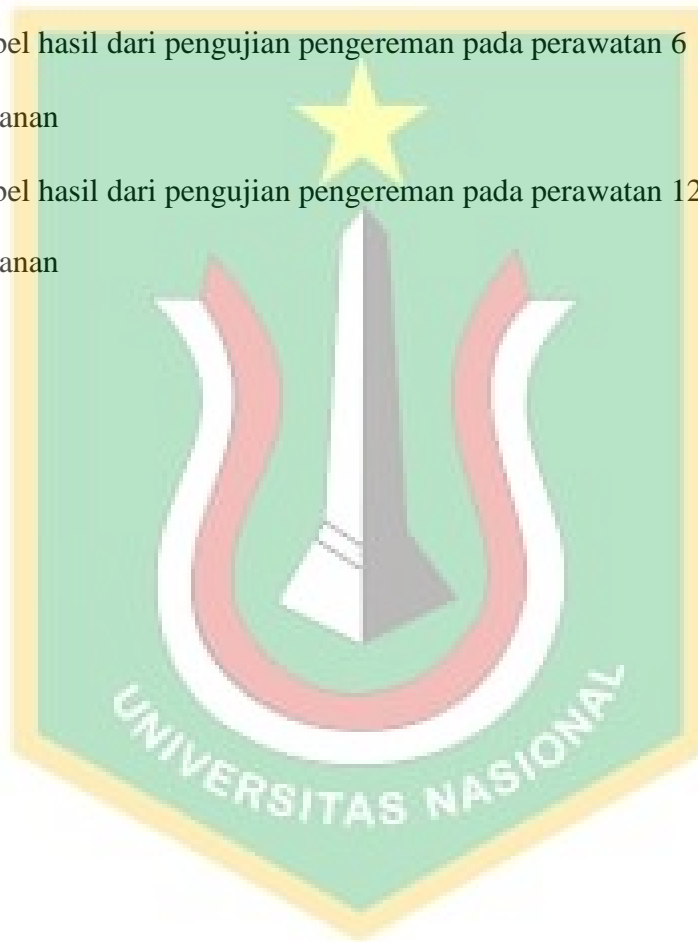 bel hasil dari pengujian pengereman pada perawatan 6
anan
bel hasil dari pengujian pengereman pada perawatan 12
anan
UNIVERSITAS NASIONAL